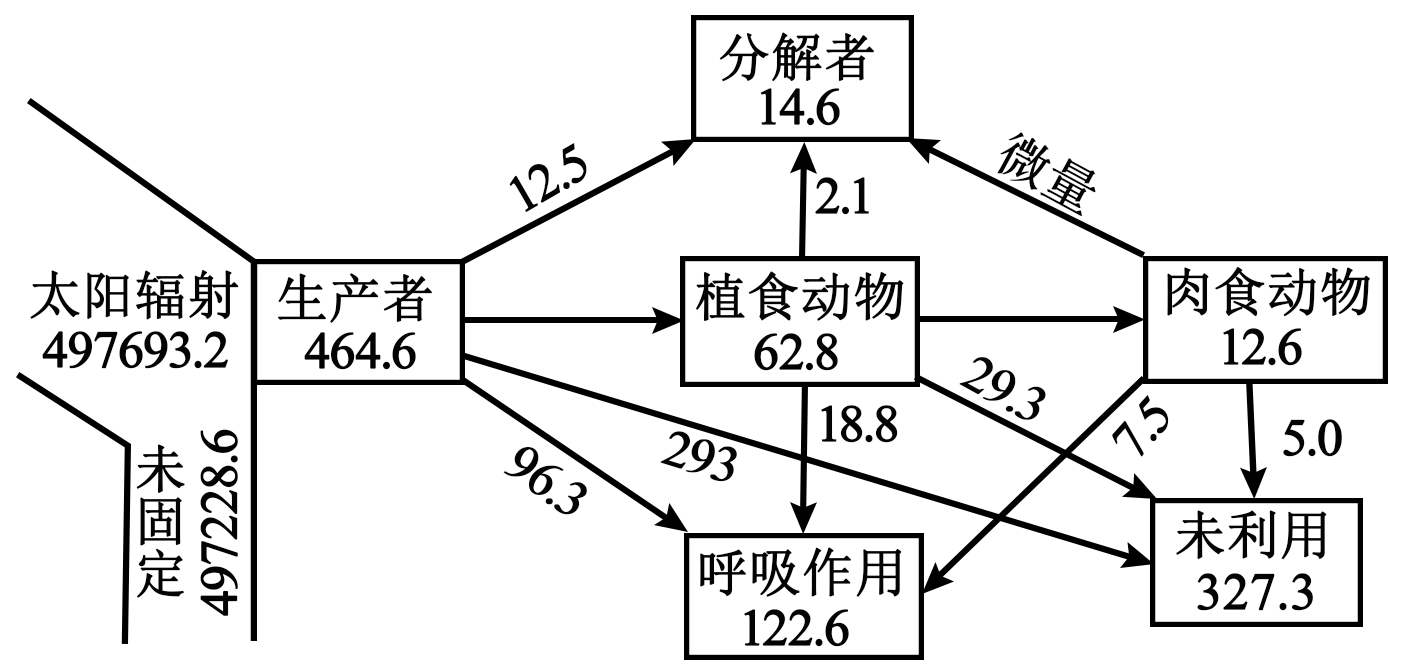 分解者
14.6
12.5
2.1
微量
太阳辐射
497693.2
生产者
464.6
植食动物
62.8
肉食动物
12.6
未固定
497228.6
96.3
293
18.8
29.3
7.5
5.0
呼吸作用
122.6
未利用
327.3